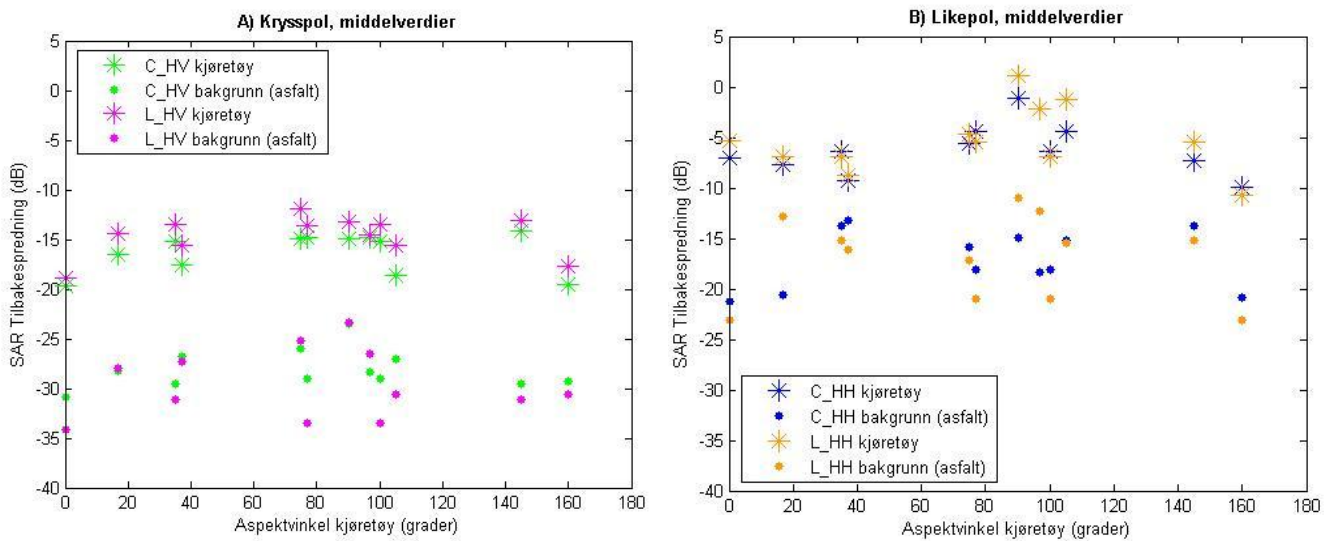 A) Krysspol, middelverdier
5
0
-5
-10
-15
-20
-25
-30
-35
-40
SAR Tilbakespredning (dB)
C_HV kjøretøy
C_HV bakgrunn (asfalt)
L_HV kjøretøy
L_HV bakgrunn (asfalt)
0 20 40 60 80 100 120 140 160 180
Aspektvinkel kjøretøy (grader)
B) Likepol, middelverdier
5
0
-5
-10
-15
-20
-25
-30
-35
-40
SAR Tilbakespredning (dB)
C_HH kjøretøy
C_HH bakgrunn (asfalt)
L_HH kjøretøy
L_HH bakgrunn (asfalt)
0 20 40 60 80 100 120 140 160 180
Aspektvinkel kjøretøy (grader)